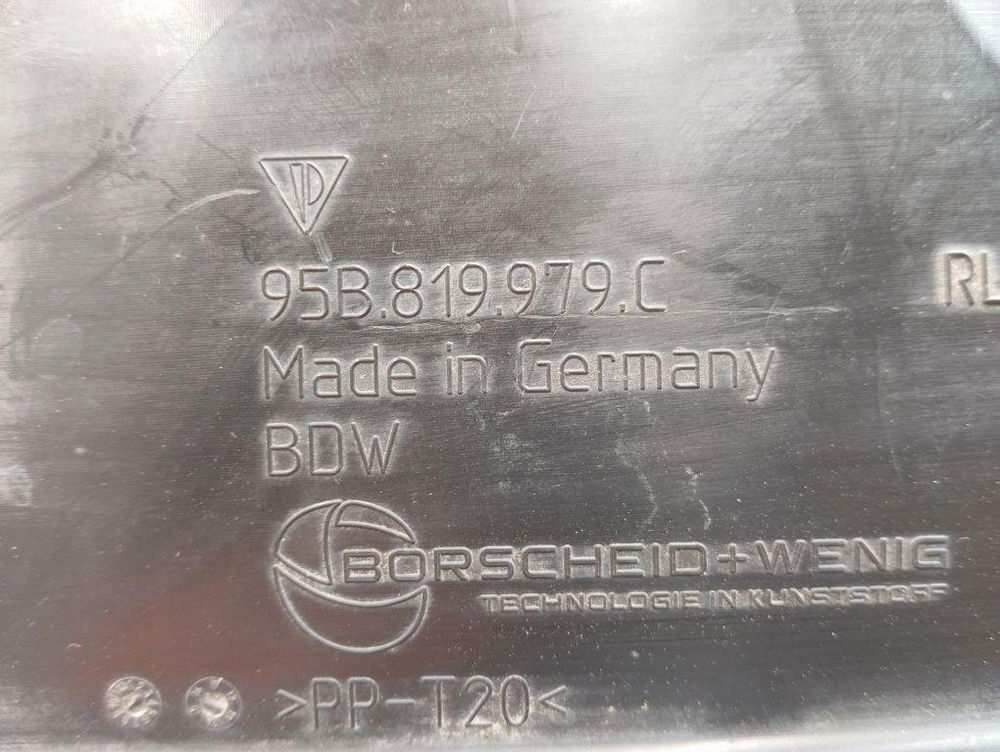 95B.819.979.C
RL
Made in Germany
BDW
BORSCHEID+WENIG
TECHNOLOGIE IN KUNSTSTOFF
>PP-T20<